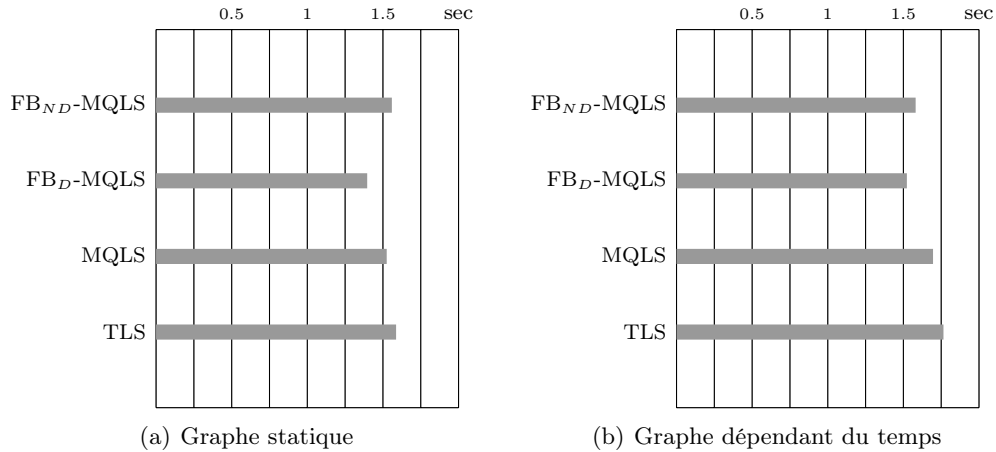 0.5 1 1.5 sec
FB_ND-MQLS
FB_D-MQLS
MQLS
TLS
(a) Graphe statique
0.5 1 1.5 sec
FB_ND-MQLS
FB_D-MQLS
MQLS
TLS
(b) Graphe dépendant du temps